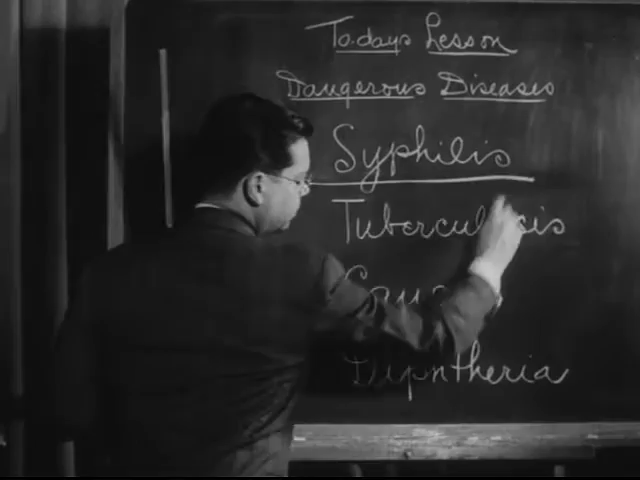 To-days Lesson
Dangerous Diseases
Syphilis
Tuberculosis
Diphtheria